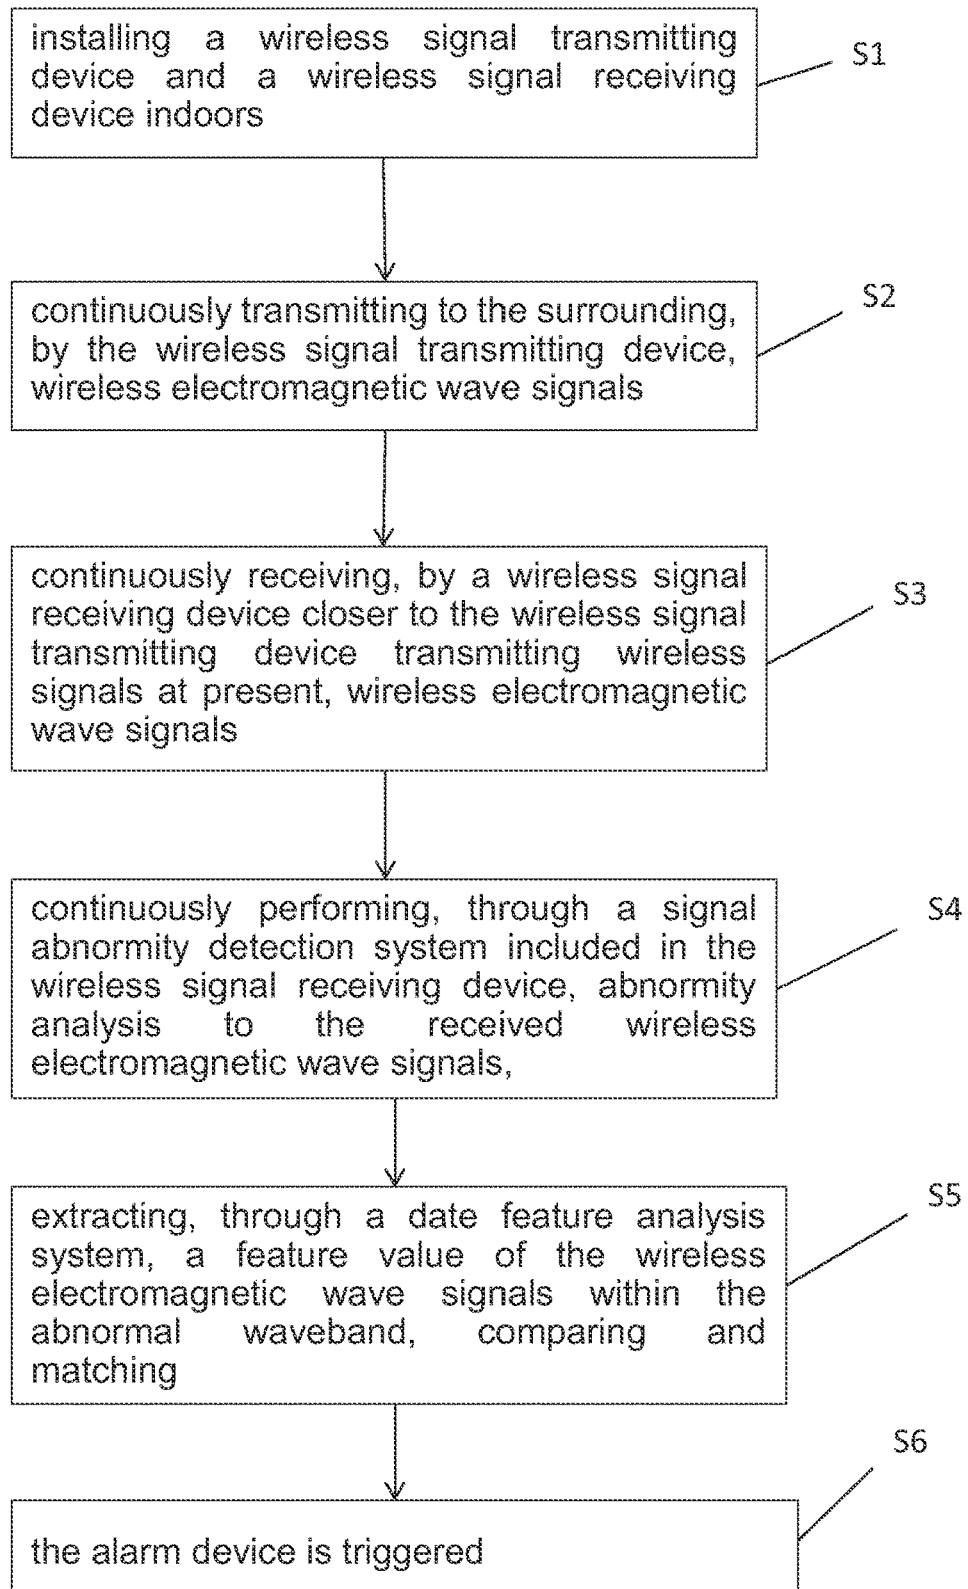 installing a wireless signal transmitting
device and a wireless signal receiving
device indoors
S1
continuously transmitting to the surrounding,
by the wireless signal transmitting device,
wireless electromagnetic wave signals
S2
continuously receiving, by a wireless signal
receiving device closer to the wireless signal
transmitting device transmitting wireless
signals at present, wireless electromagnetic
wave signals
S3
continuously performing, through a signal
abnormity detection system included in the
wireless signal receiving device, abnormity
analysis to the received wireless
electromagnetic wave signals,
S4
extracting, through a date feature analysis
system, a feature value of the wireless
electromagnetic wave signals within the
abnormal waveband, comparing and
matching
S5
the alarm device is triggered
S6